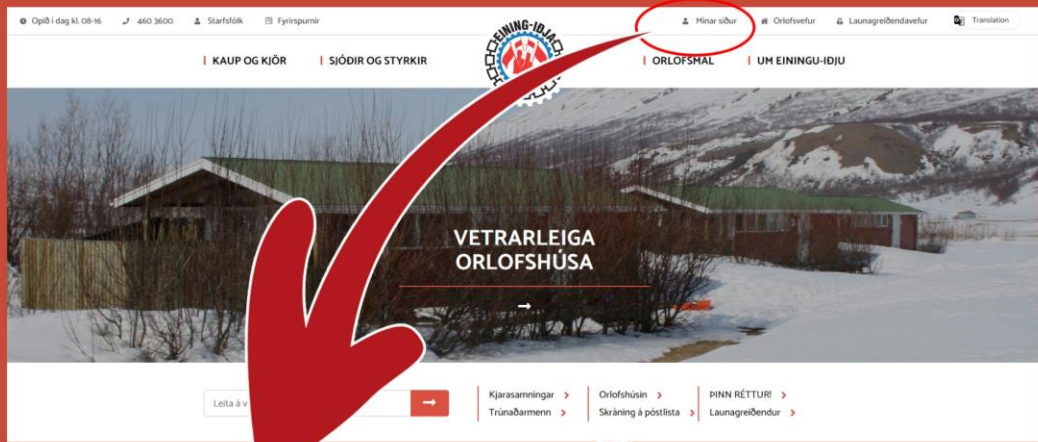 Opið í dag kl. 08-16 460 3600 Starfsfólk Fyrirspurnir Mínar síður Orlofsvefur Launagreiðendavefur Translation
KAUP OG KJÖR SJÓÐIR OG STYRKIR EINING-IÐJA ORLOFSMÁL UM EININGU-IÐJU
VETRARLEIGA
ORLOFSHÚSA
Leita á v
Kjarasamningar Orlofshúsin ÞINN RÉTTUR!
Trúnaðarmenn Skráning á póstlista Launagreiðendur